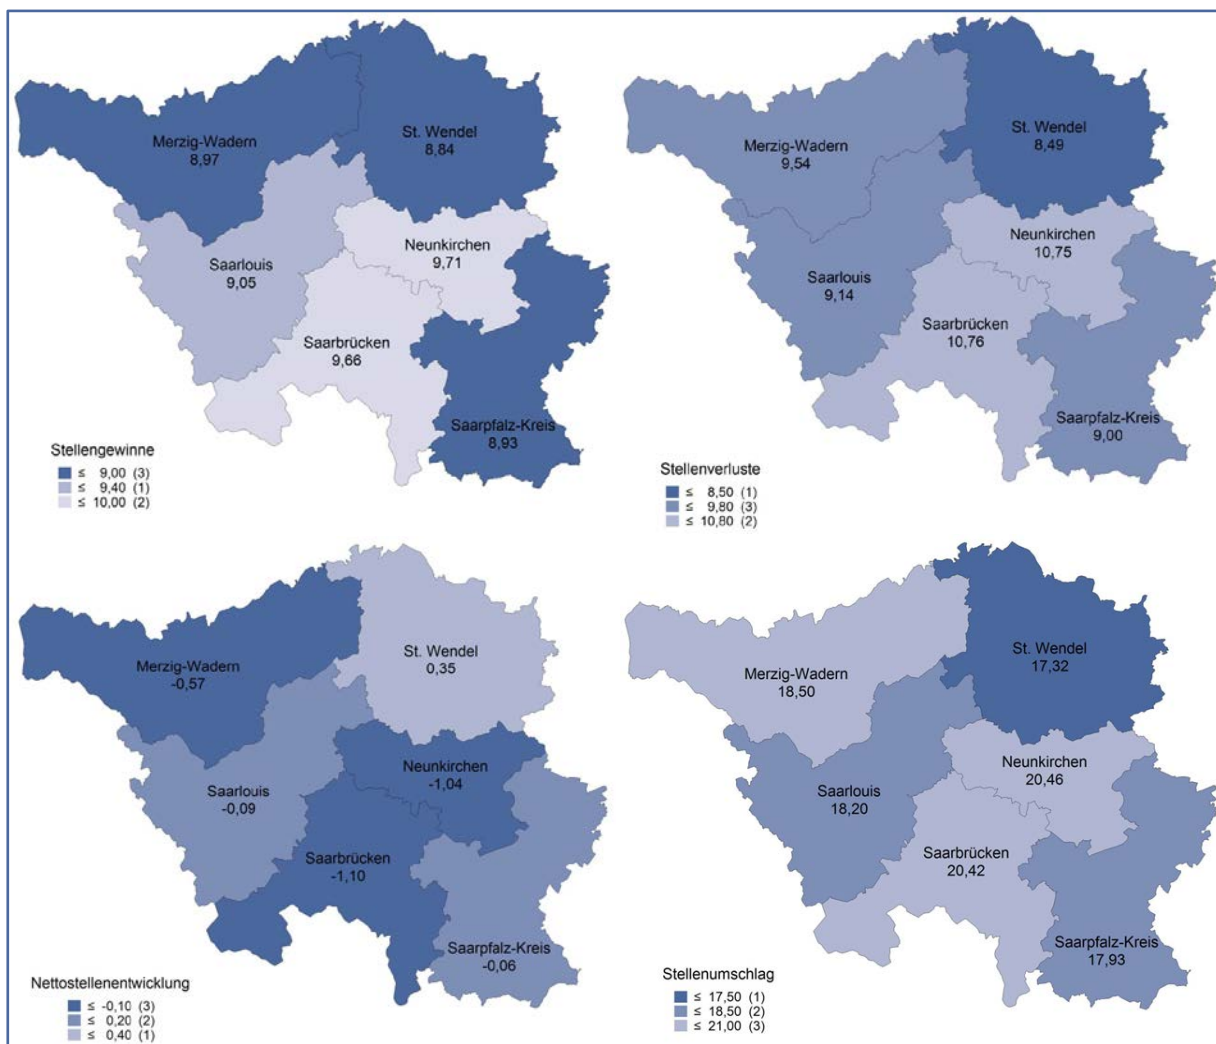 Merzig-Wadern
8,97
St. Wendel
8,84
Neunkirchen
9,71
Saarlouis
9,05
Saarbrücken
9,66
Saarpfalz-Kreis
8,93
Stellengewinne
≤ 9,00 (3)
≤ 9,40 (1)
≤ 10,00 (2)
Merzig-Wadern
9,54
St. Wendel
8,49
Neunkirchen
10,75
Saarlouis
9,14
Saarbrücken
10,76
Saarpfalz-Kreis
9,00
Stellenverluste
≤ 8,50 (1)
≤ 9,80 (3)
≤ 10,80 (2)
Merzig-Wadern
-0,57
St. Wendel
0,35
Neunkirchen
-1,04
Saarlouis
-0,09
Saarbrücken
-1,10
Saarpfalz-Kreis
-0,06
Nettostellenentwicklung
≤ -0,10 (3)
≤ 0,20 (2)
≤ 0,40 (1)
Merzig-Wadern
18,50
St. Wendel
17,32
Neunkirchen
20,46
Saarlouis
18,20
Saarbrücken
20,42
Saarpfalz-Kreis
17,93
Stellenumschlag
≤ 17,50 (1)
≤ 18,50 (2)
≤ 21,00 (3)